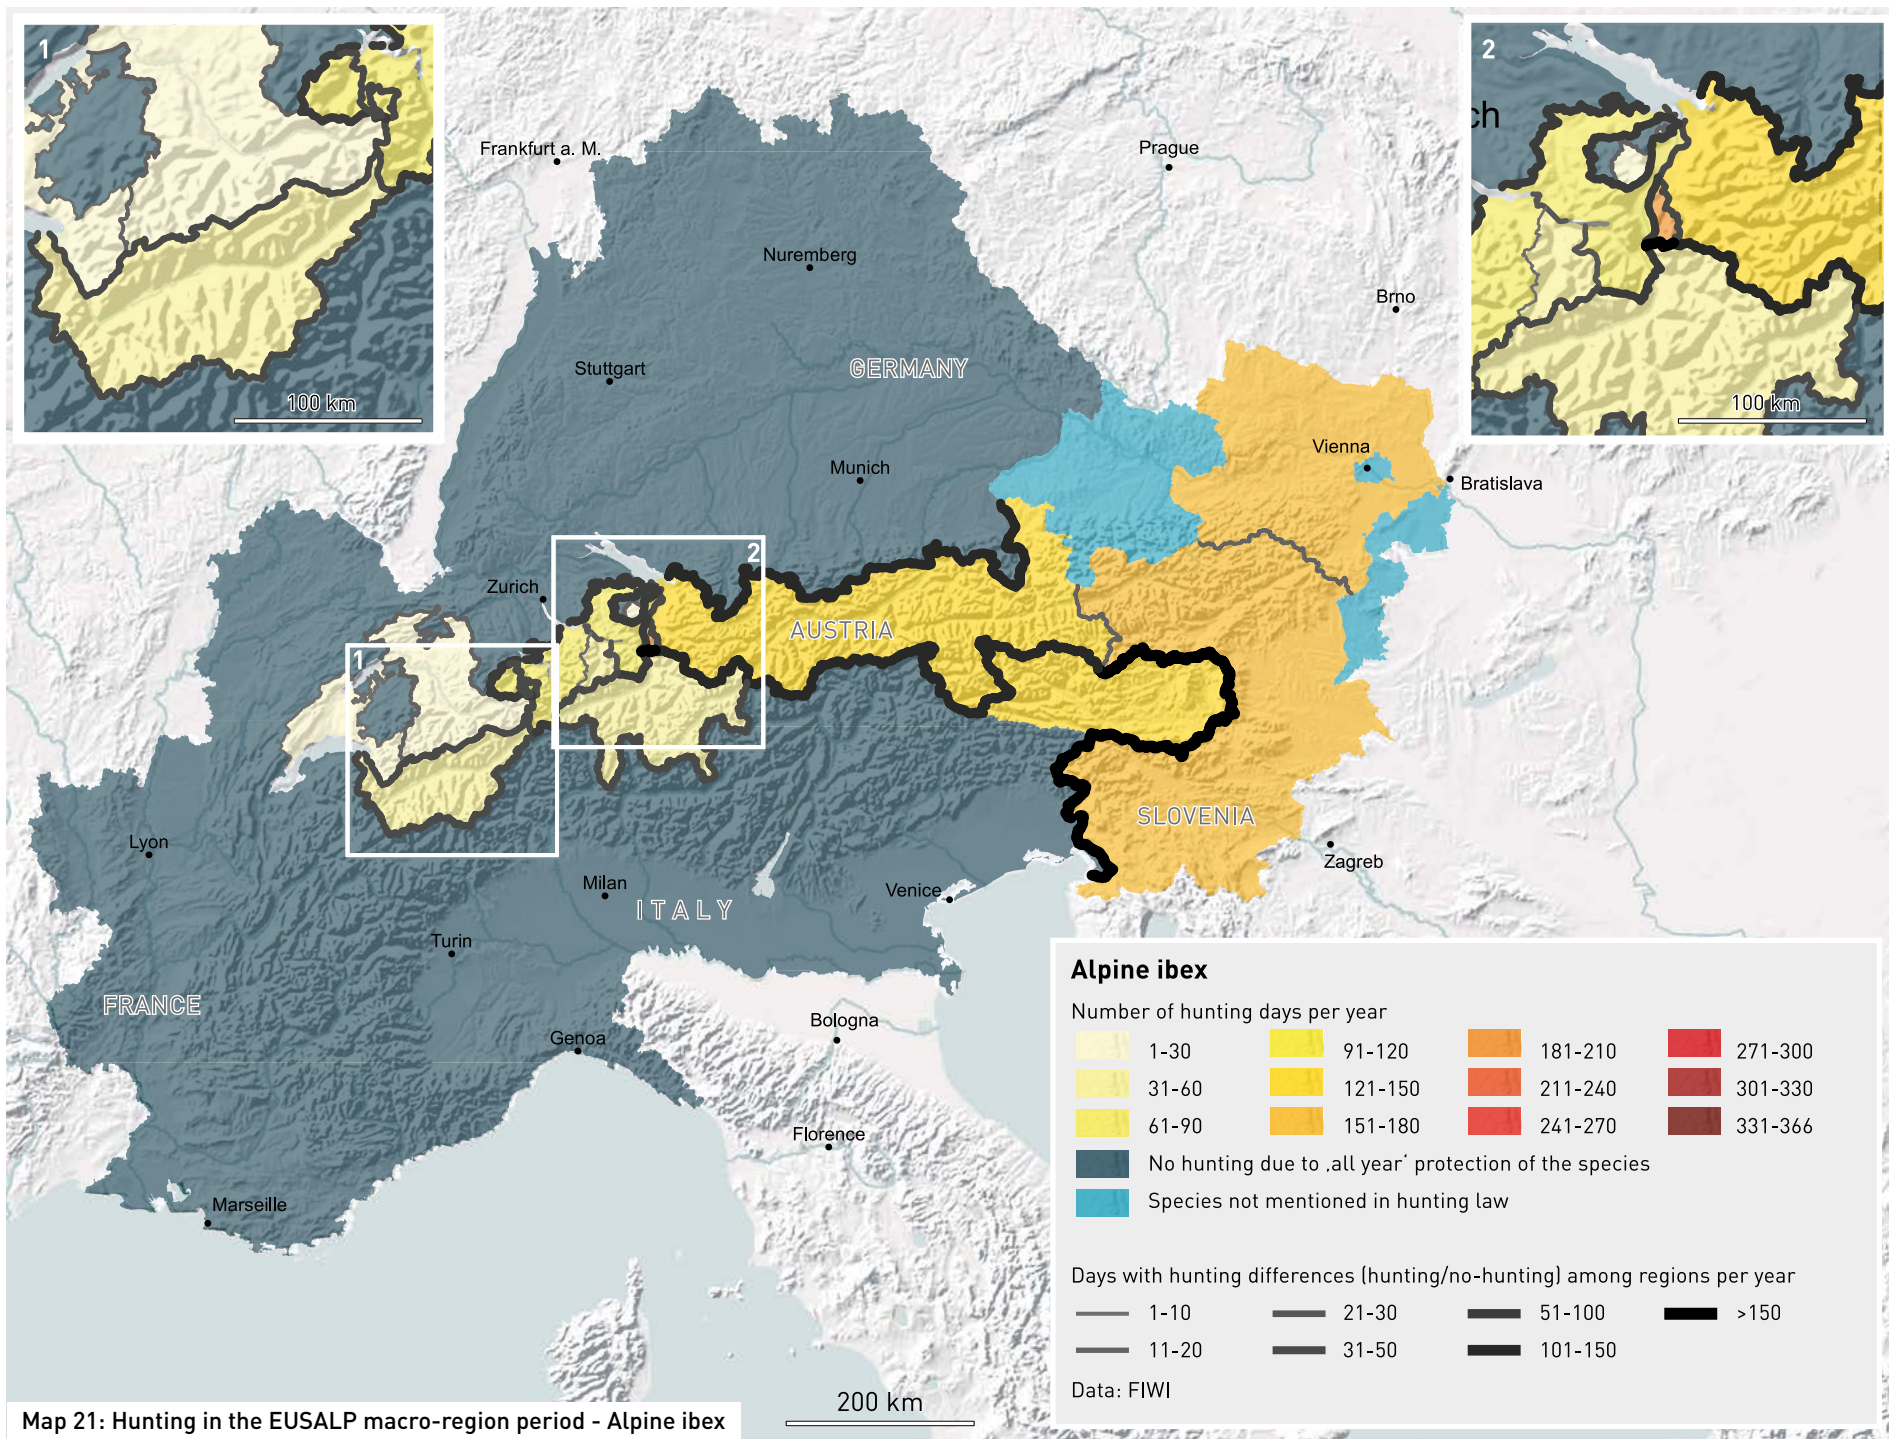 1
100 km
2
ch
100 km
Frankfurt a. M.
Prague
Nuremberg
Brno
Stuttgart
GERMANY
Vienna
Munich
Bratislava
2
Zurich
AUSTRIA
1
SLOVENIA
Lyon
Zagreb
Milan
Venice
ITALY
Turin
FRANCE
Bologna
Genoa
Florence
Marseille
Alpine ibex
Number of hunting days per year
1-30 91-120 181-210 271-300
31-60 121-150 211-240 301-330
61-90 151-180 241-270 331-366
No hunting due to ‚all year‘ protection of the species
Species not mentioned in hunting law
Days with hunting differences (hunting/no-hunting) among regions per year
1-10 21-30 51-100 >150
11-20 31-50 101-150
Data: FIWI
200 km
Map 21: Hunting in the EUSALP macro-region period - Alpine ibex